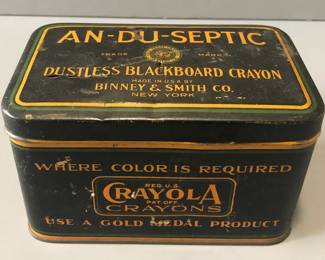 AN-DU-SEPTIC
TRADE MARK
DUSTLESS BLACKBOARD CRAYON
MADE IN U.S.A. BY
BINNEY & SMITH CO.
NEW YORK
WHERE COLOR IS REQUIRED
REG. U.S.
CRAYOLA
PAT. OFF.
CRAYONS
USE A GOLD MEDAL PRODUCT